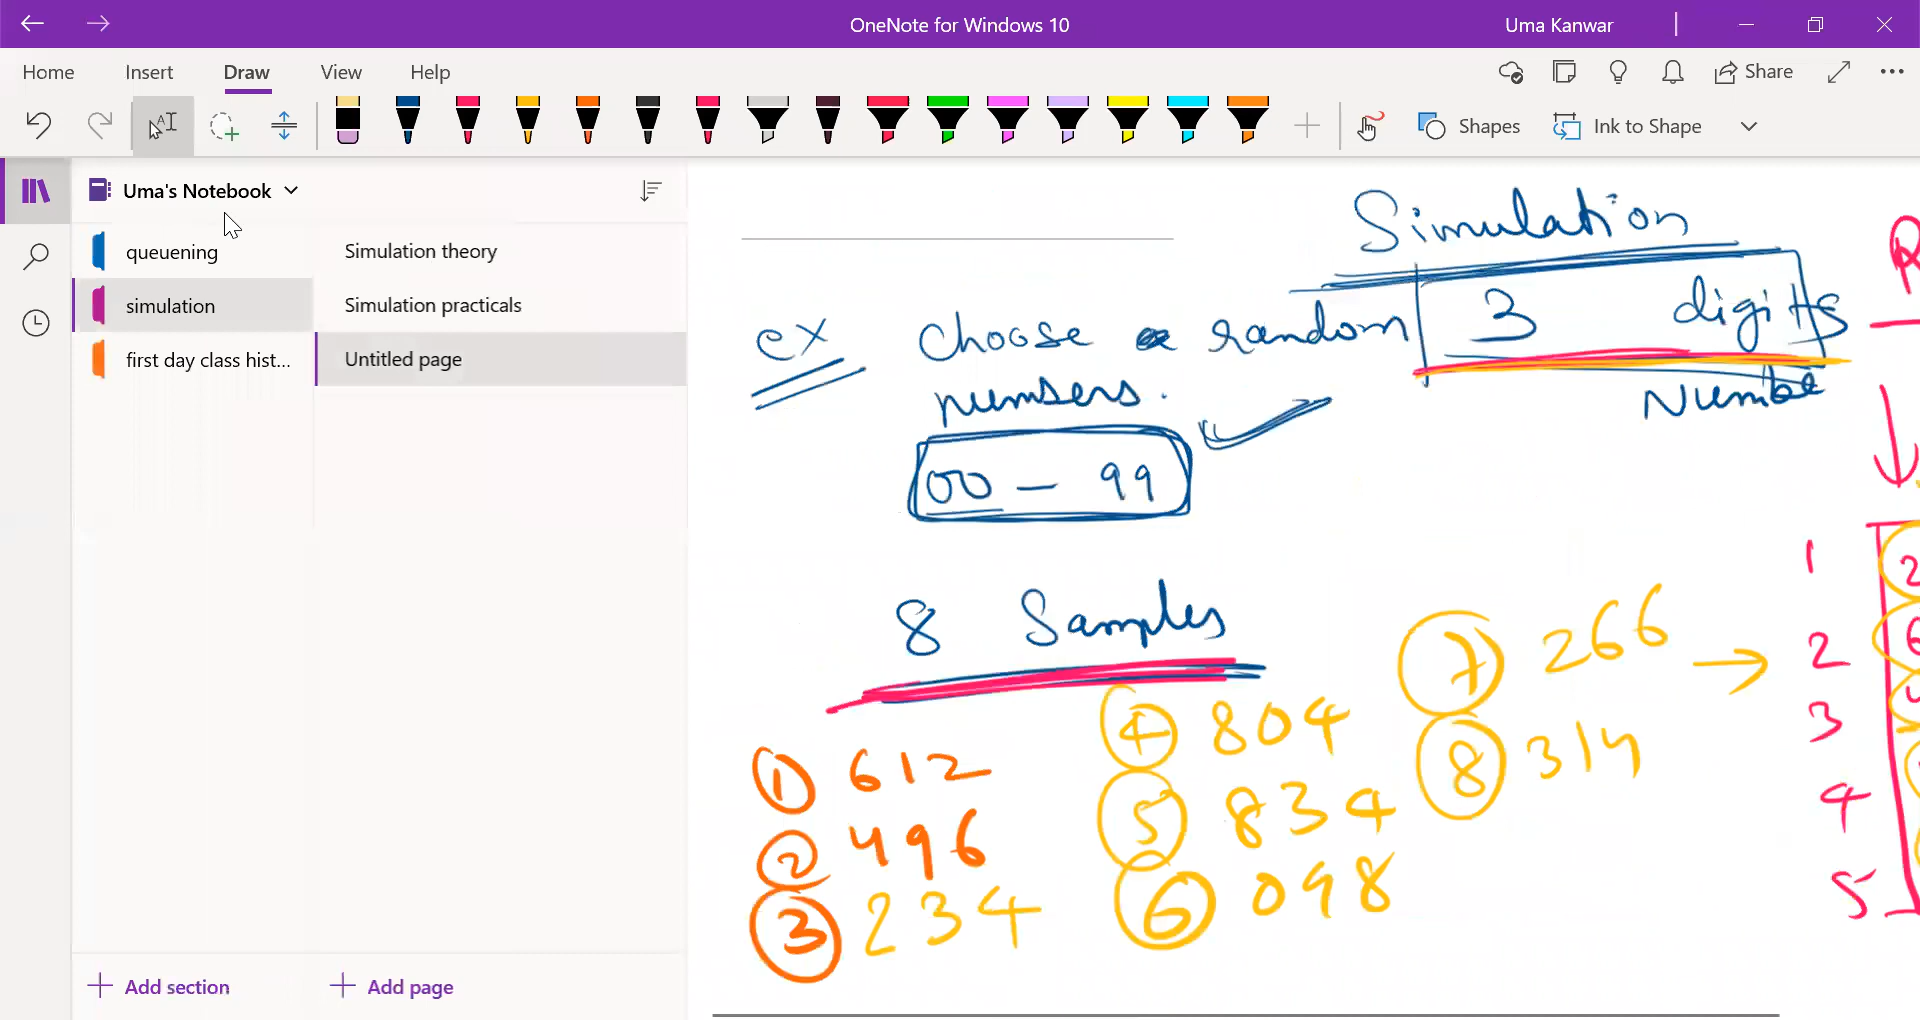 OneNote for Windows 10
Uma Kanwar
Home Insert Draw View Help
Share
Shapes
Ink to Shape
Uma's Notebook
queuening
simulation
first day class hist...
Simulation theory
Simulation practicals
Untitled page
Add section
Add page
Simulation
ex choose a random 3 digits
numbers. Numbe
00 - 99
8 Samples
① 612
② 496
③ 234
④ 804
⑤ 834
⑥ 098
⑦ 266 →
⑧ 314
1
2
3
4
5